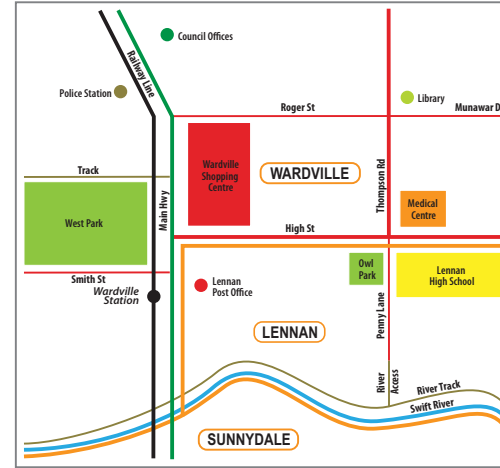 Council Offices
Railway Line
Police Station
Library
Roger St
Munawar D
Wardville
Shopping
Centre
WARDVILLE
Thompson Rd
Track
Main Hwy
Medical
Centre
West Park
High St
Owl
Park
Lennan
High School
Smith St
Wardville
Station
Lennan
Post Office
Penny Lane
LENNAN
River
Access
River Track
Swift River
SUNNYDALE